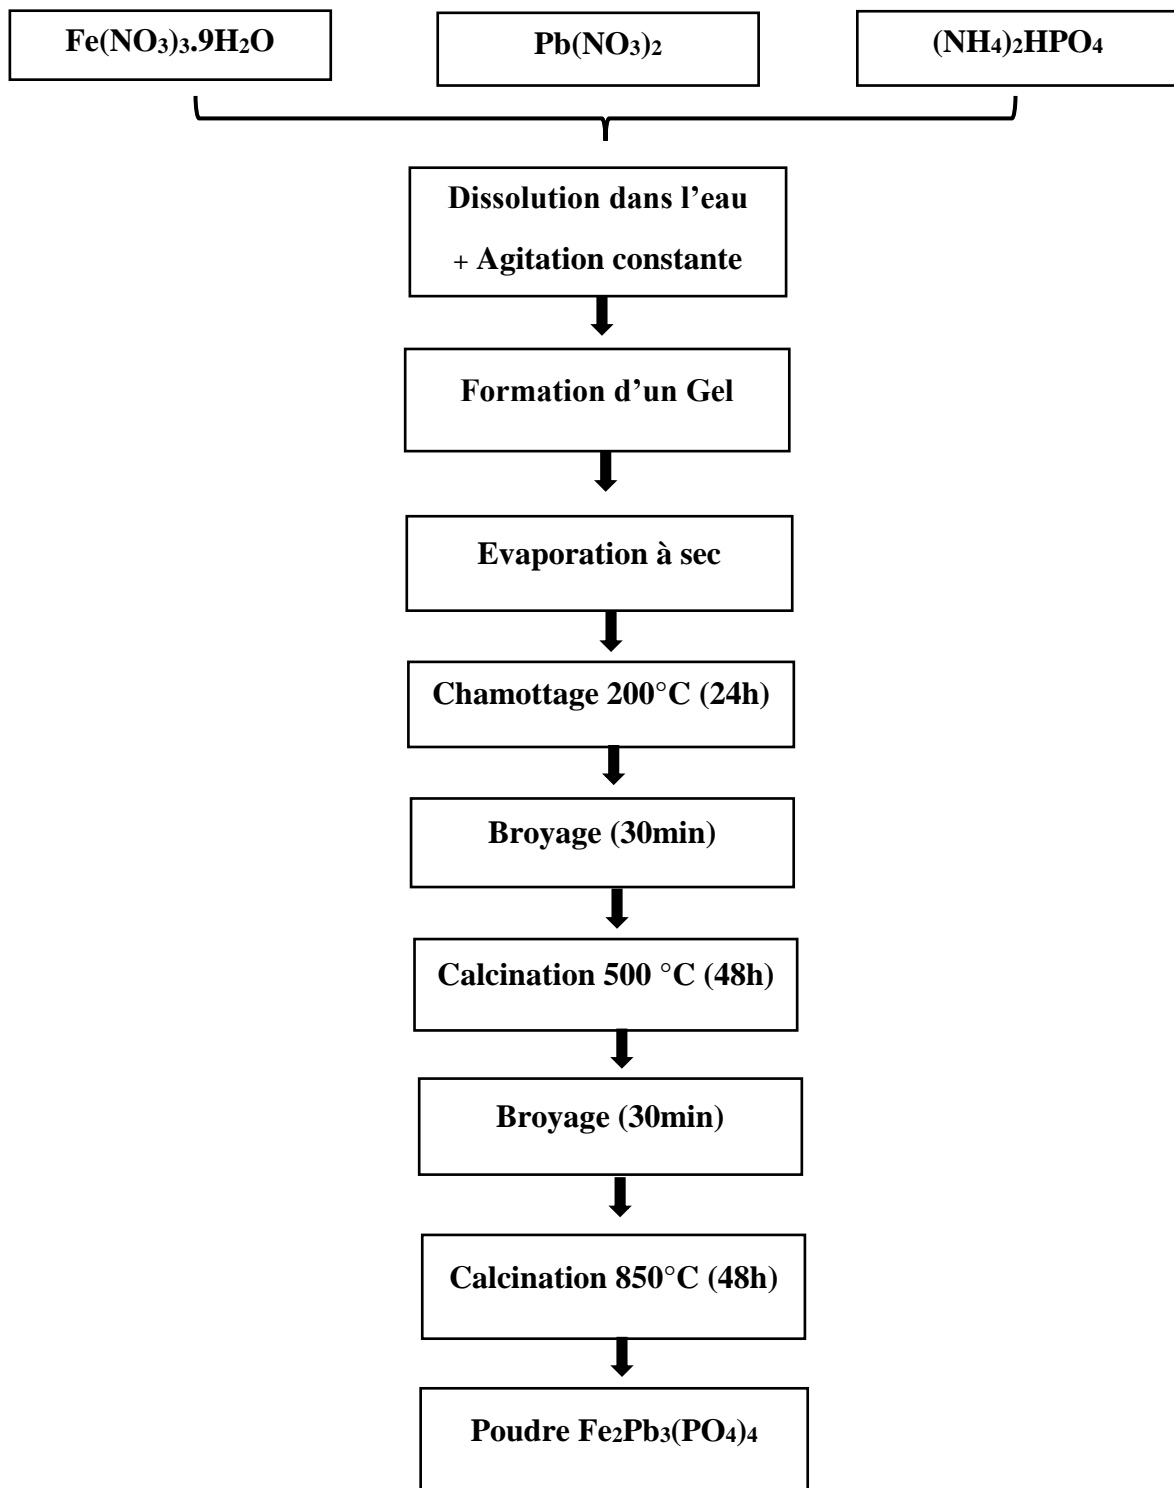 Fe(NO₃)₃.9H₂O
Pb(NO₃)₂
(NH₄)₂HPO₄
Dissolution dans l’eau
+ Agitation constante
Formation d’un Gel
Evaporation à sec
Chamottage 200°C (24h)
Broyage (30min)
Calcination 500 °C (48h)
Broyage (30min)
Calcination 850°C (48h)
Poudre Fe₂Pb₃(PO₄)₄